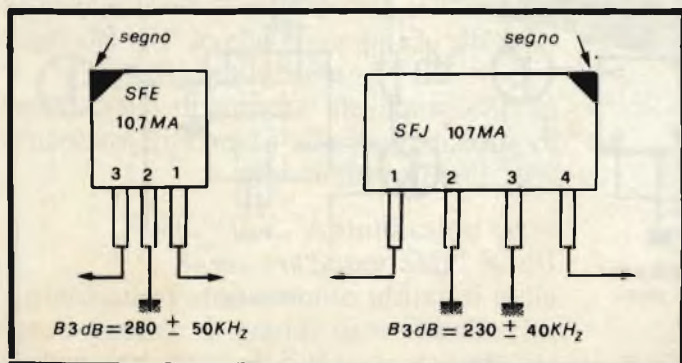 segno
segno
SFE
10,7MA
3 2 1
SFJ 107MA
1 2 3 4
B3dB=280 ± 50KHz
B3dB=230 ± 40KHz